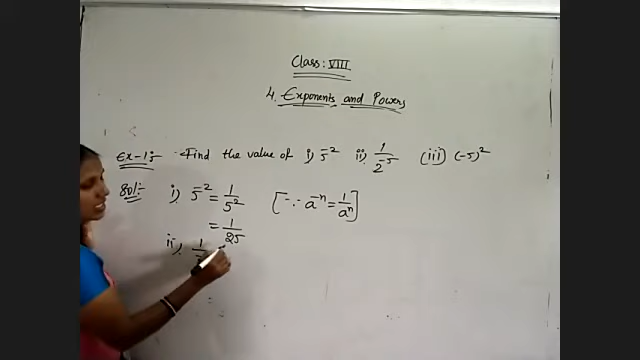 Class: VIII
4. Exponents and Powers
Ex-1:- Find the value of i) 5⁻² ii) 1/2⁻⁵ (iii) (-5)²
Sol:- i) 5⁻² = 1/5² [∵ a⁻ⁿ = 1/aⁿ]
= 1/25
ii) 1/